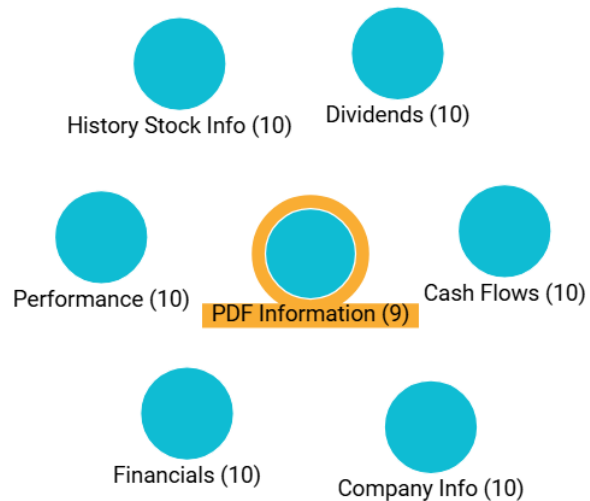 History Stock Info (10)
Dividends (10)
Performance (10)
PDF Information (9)
Cash Flows (10)
Financials (10)
Company Info (10)